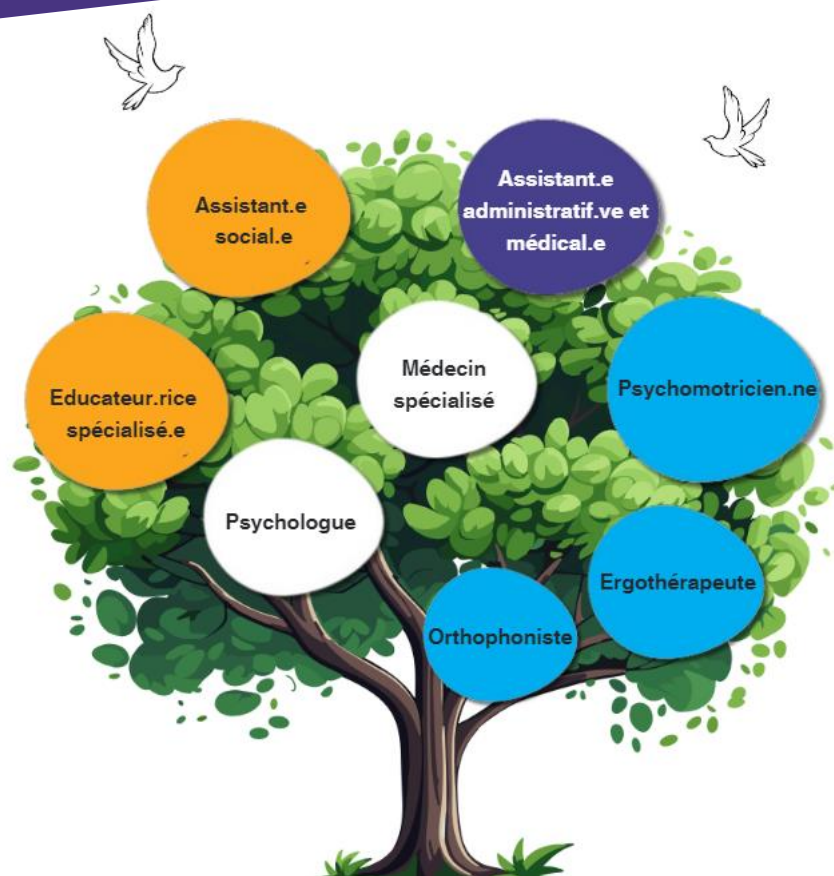 Assistant.e
social.e
Assistant.e
administratif.ve et
médical.e
Educateur.rice
spécialisé.e
Médecin
spécialisé
Psychomotricien.ne
Psychologue
Ergothérapeute
Orthophoniste